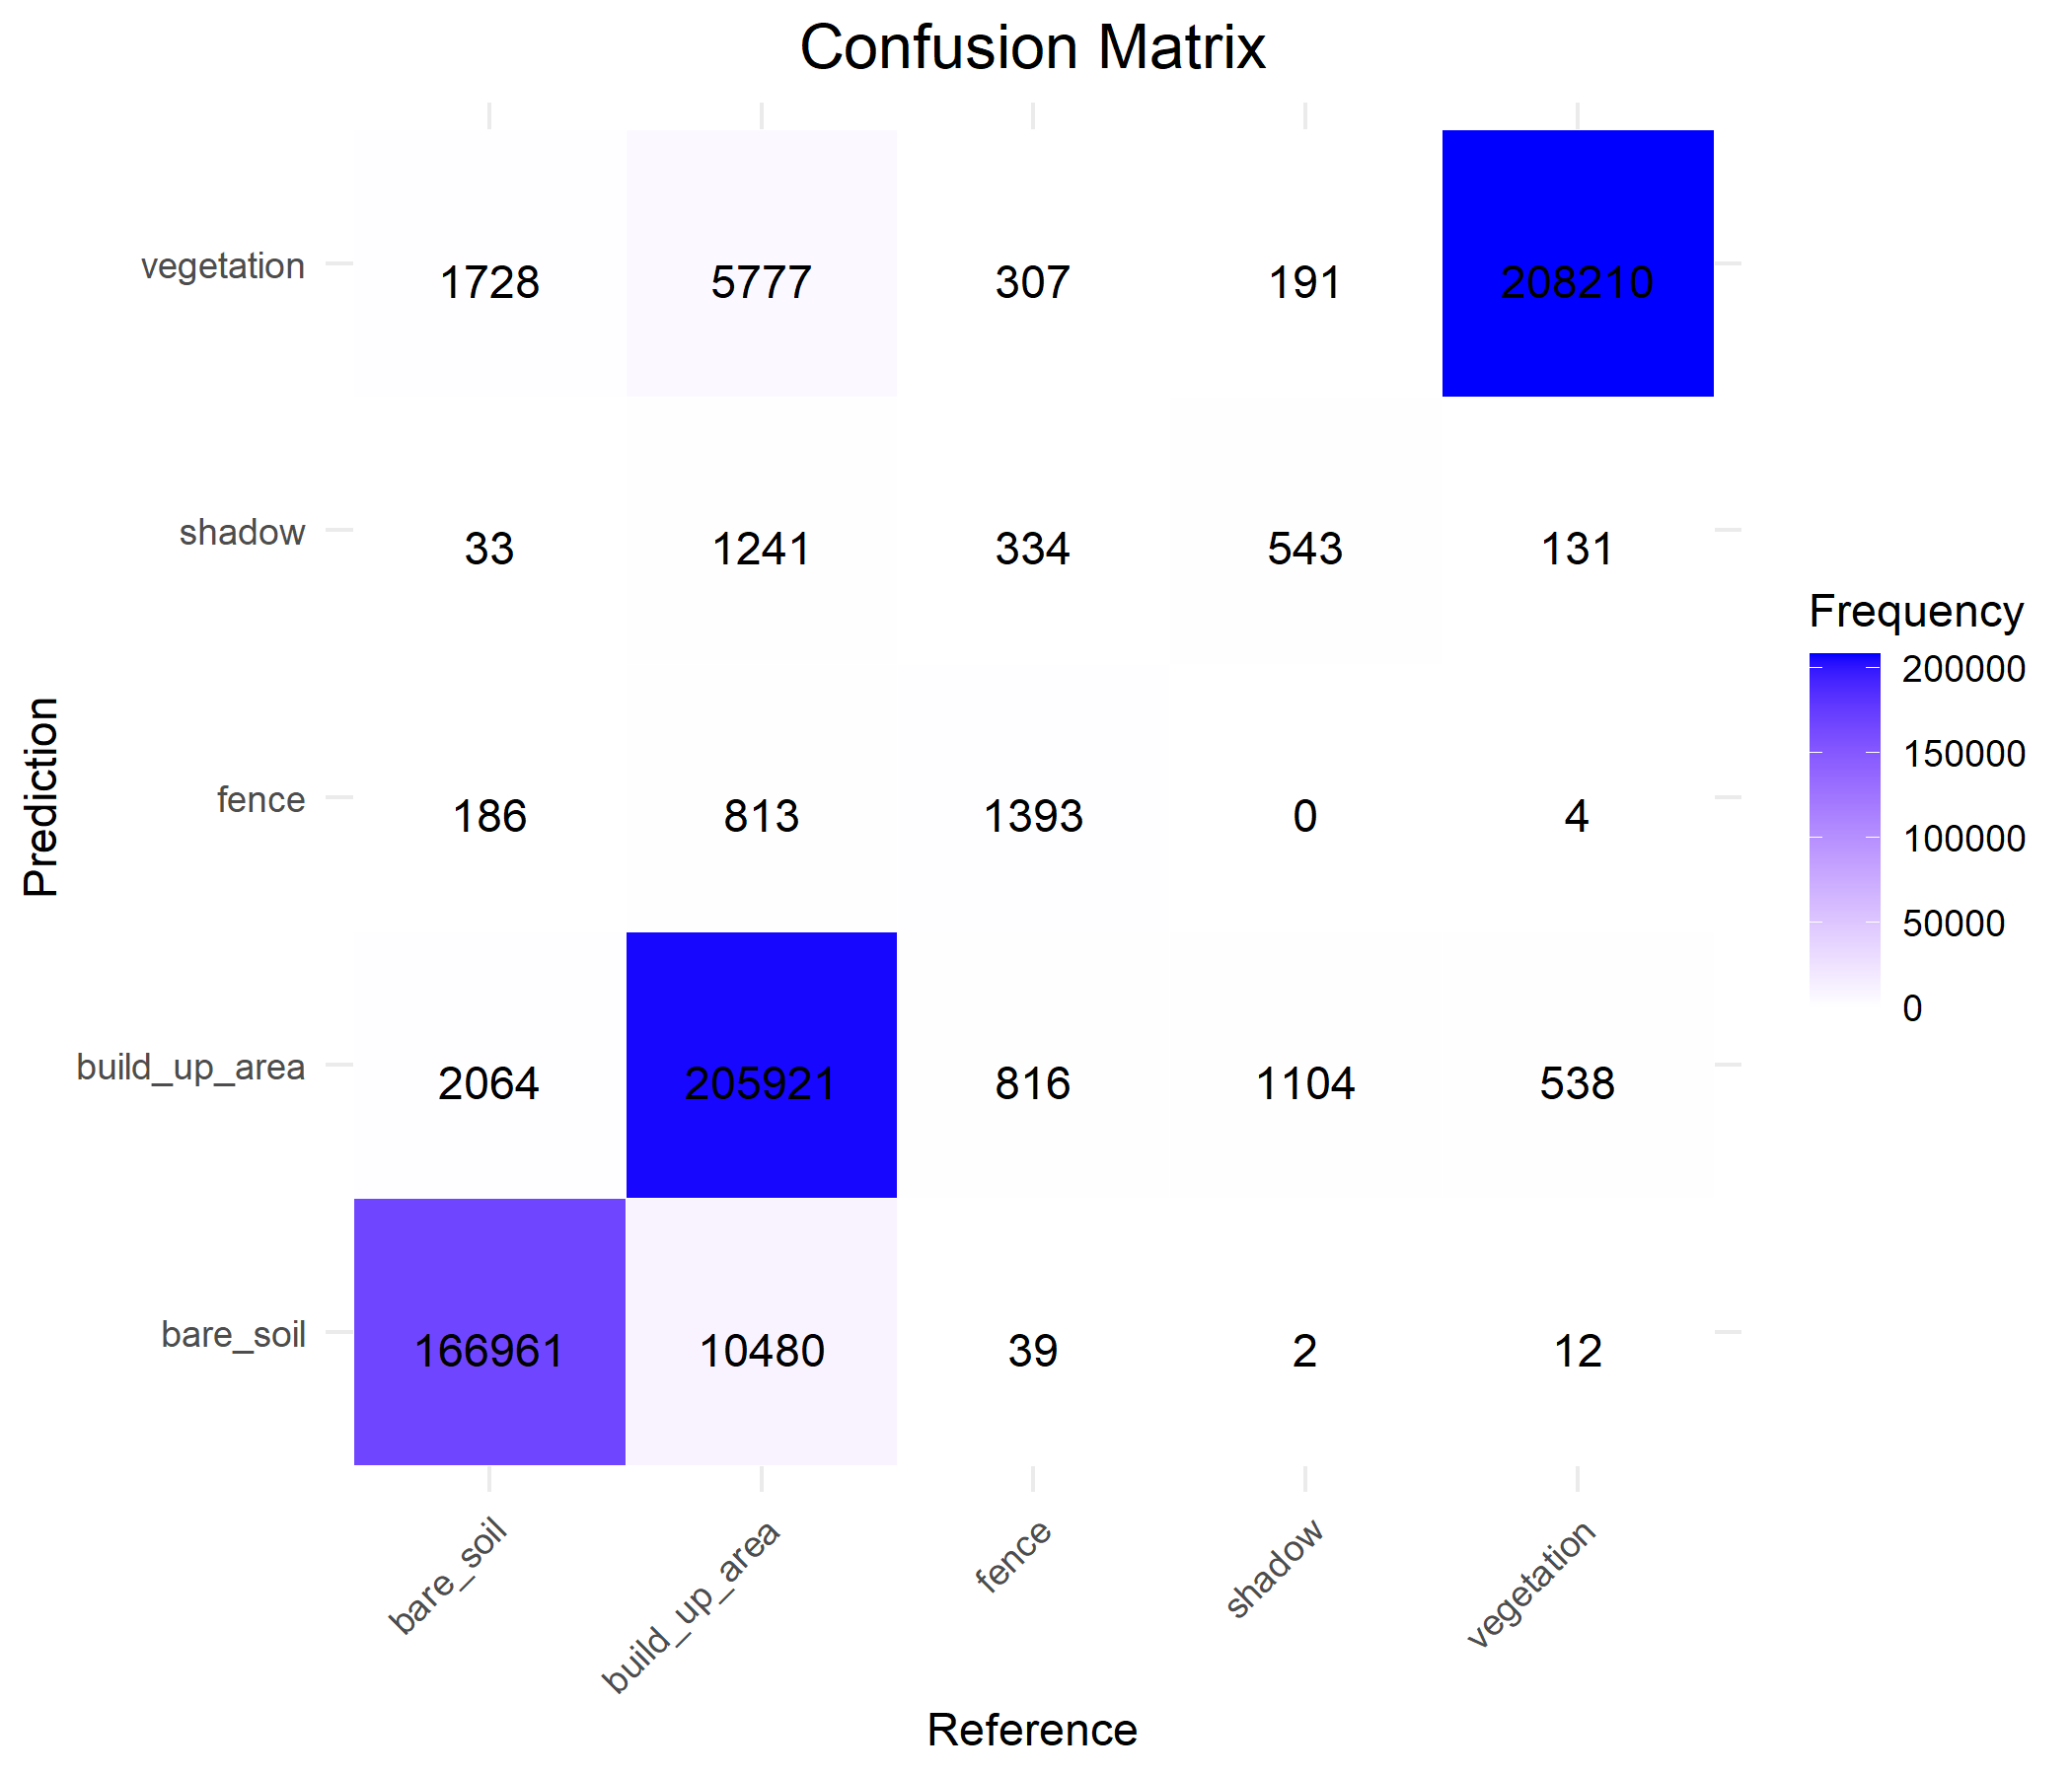 Confusion Matrix
vegetation 1728 5777 307 191 208210
shadow 33 1241 334 543 131
fence 186 813 1393 0 4
build_up_area 2064 205921 816 1104 538
bare_soil 166961 10480 39 2 12
bare_soil build_up_area fence shadow vegetation
Reference
Prediction
Frequency
200000
150000
100000
50000
0